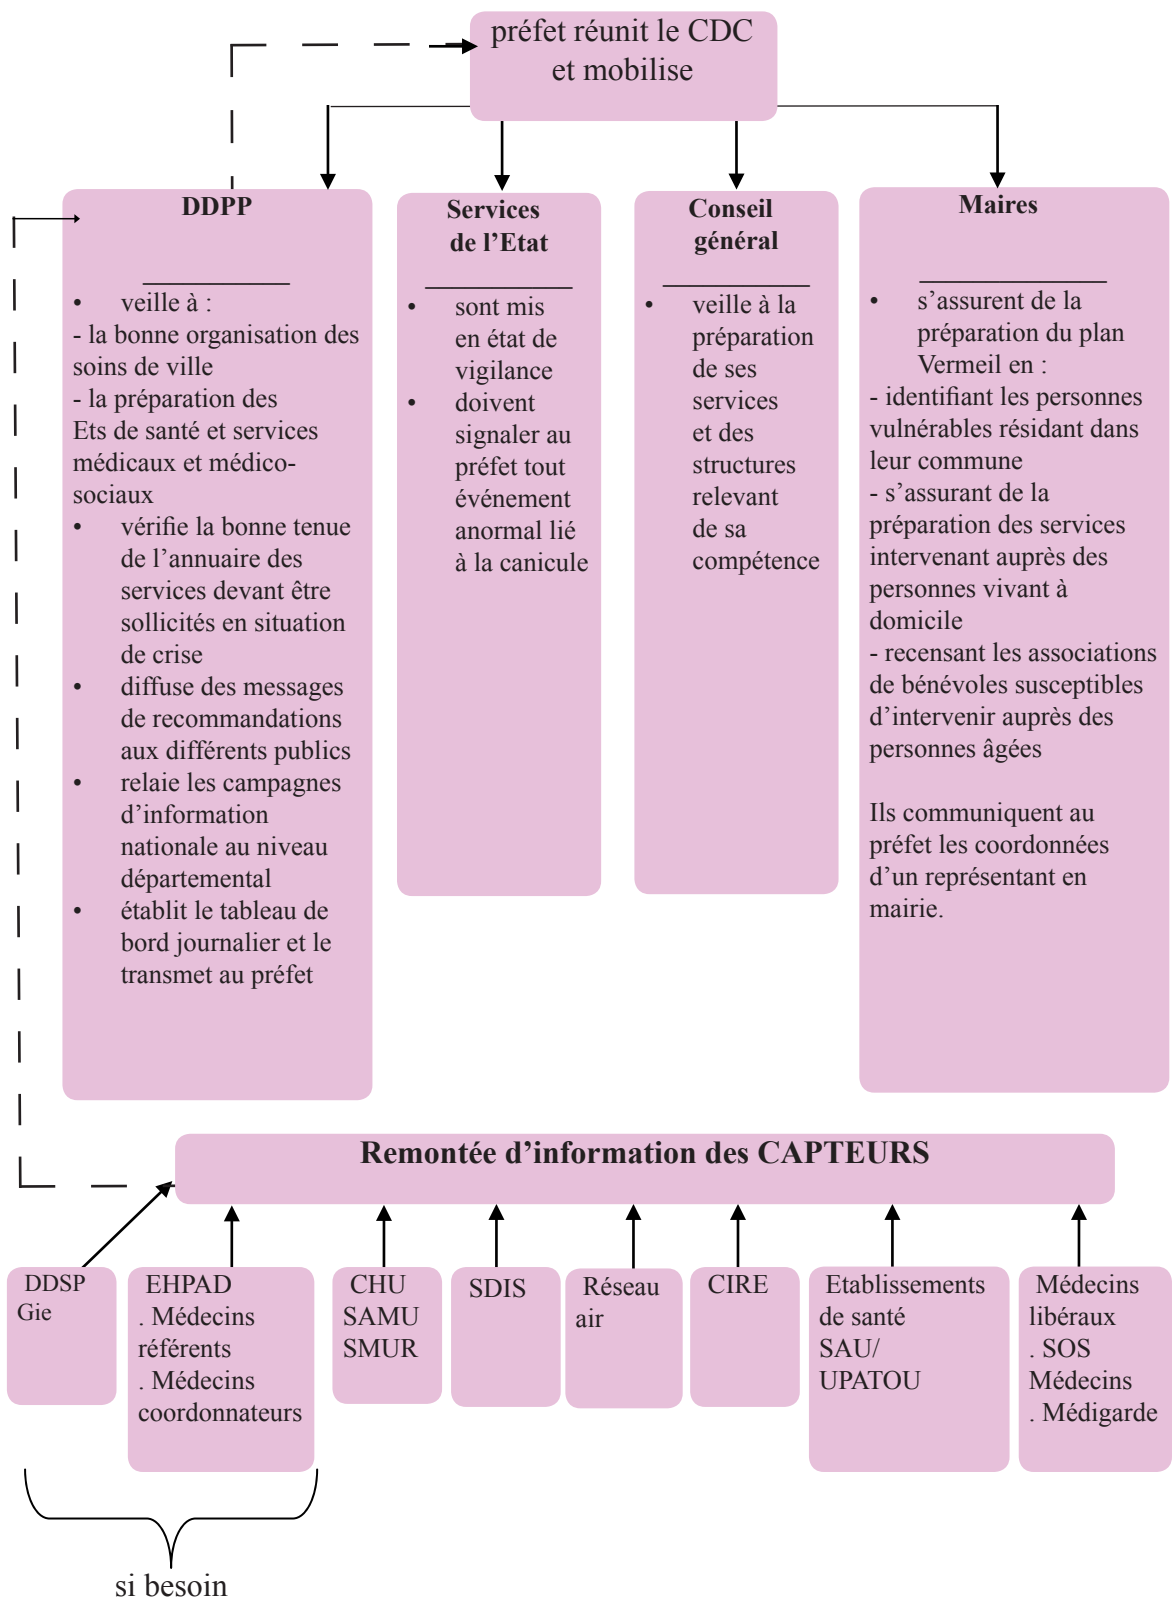 préfet réunit le CDC
et mobilise
DDPP
• veille à :
- la bonne organisation des
soins de ville
- la préparation des
Ets de santé et services
médicaux et médico-
sociaux
• vérifie la bonne tenue
de l’annuaire des
services devant être
sollicités en situation
de crise
• diffuse des messages
de recommandations
aux différents publics
• relaie les campagnes
d’information
nationale au niveau
départemental
• établit le tableau de
bord journalier et le
transmet au préfet
Services
de l’Etat
• sont mis
en état de
vigilance
• doivent
signaler au
préfet tout
événement
anormal lié
à la canicule
Conseil
général
• veille à la
préparation
de ses
services
et des
structures
relevant
de sa
compétence
Maires
• s’assurent de la
préparation du plan
Vermeil en :
- identifiant les personnes
vulnérables résidant dans
leur commune
- s’assurant de la
préparation des services
intervenant auprès des
personnes vivant à
domicile
- recensant les associations
de bénévoles susceptibles
d’intervenir auprès des
personnes âgées
Ils communiquent au
préfet les coordonnées
d’un représentant en
mairie.
Remontée d’information des CAPTEURS
DDSP
Gie
EHPAD
. Médecins
référents
. Médecins
coordonnateurs
CHU
SAMU
SMUR
SDIS
Réseau
air
CIRE
Etablissements
de santé
SAU/
UPATOU
Médecins
libéraux
. SOS
Médecins
. Médigarde
si besoin